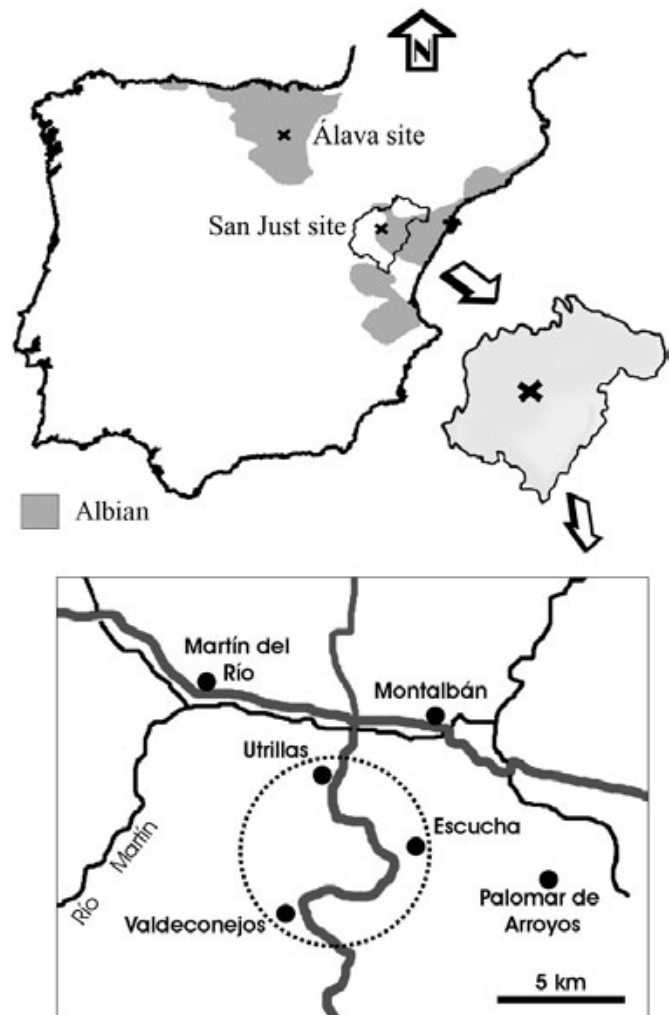 N
Álava site
San Just site
Albian
Martín del
Río
Montalbán
Utrillas
Escucha
Río Martín
Valdeconejos
Palomar de
Arroyos
5 km